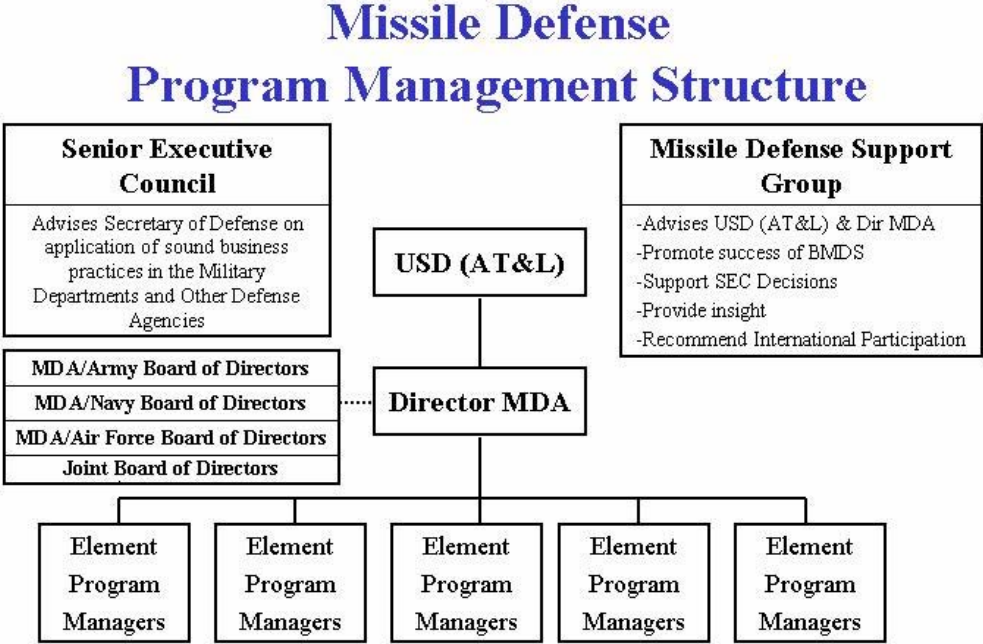 Missile Defense
Program Management Structure
Senior Executive
Council
Advises Secretary of Defense on
application of sound business
practices in the Military
Departments and Other Defense
Agencies
Missile Defense Support
Group
-Advises USD (AT&L) & Dir MDA
-Promote success of BMDS
-Support SEC Decisions
-Provide insight
-Recommend International Participation
USD (AT&L)
MDA/Army Board of Directors
MDA/Navy Board of Directors
MDA/Air Force Board of Directors
Joint Board of Directors
Director MDA
Element
Program
Managers
Element
Program
Managers
Element
Program
Managers
Element
Program
Managers
Element
Program
Managers